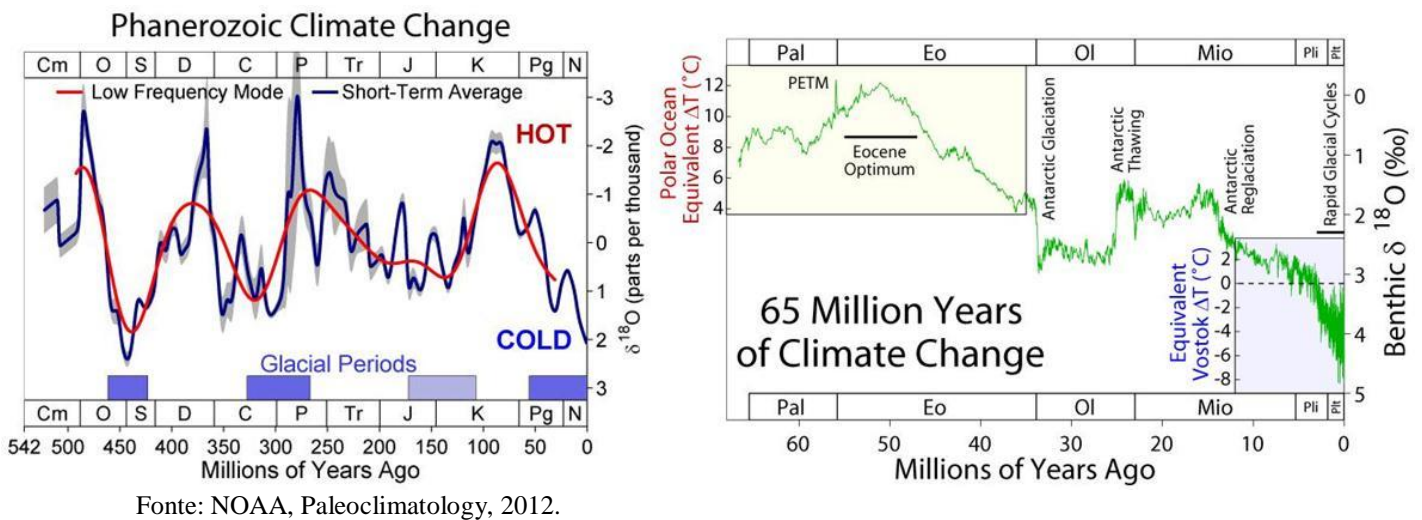 Phanerozoic Climate Change
Cm O S D C P Tr J K Pg N
Low Frequency Mode Short-Term Average
HOT
COLD
Glacial Periods
-3
-2
-1
0
1
2
3
δ 18O (parts per thousand)
Cm O S D C P Tr J K Pg N
542 500 450 400 350 300 250 200 150 100 50 0
Millions of Years Ago
Pal Eo Ol Mio Pli Plt
Polar Ocean
Equivalent ΔT (°C)
12
10
8
6
4
PETM
Eocene
Optimum
Antarctic Glaciation
Antarctic
Thawing
Antarctic
Reglaciation
Rapid Glacial Cycles
65 Million Years
of Climate Change
Equivalent
Vostok ΔT (°C)
2
0
-2
-4
-6
-8
0
1
2
3
4
5
Benthic δ 18O (‰)
Pal Eo Ol Mio Pli Plt
60 50 40 30 20 10 0
Millions of Years Ago
Fonte: NOAA, Paleoclimatology, 2012.